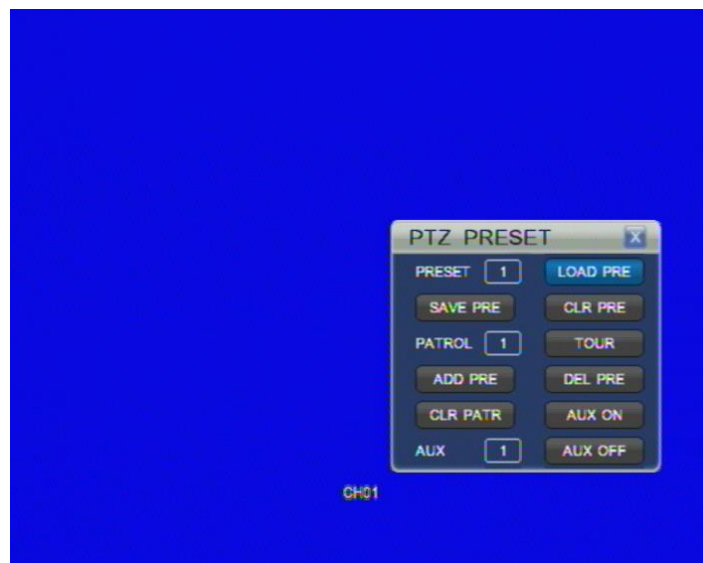 PTZ PRESET X
PRESET 1 LOAD PRE
SAVE PRE CLR PRE
PATROL 1 TOUR
ADD PRE DEL PRE
CLR PATR AUX ON
AUX 1 AUX OFF
CH01